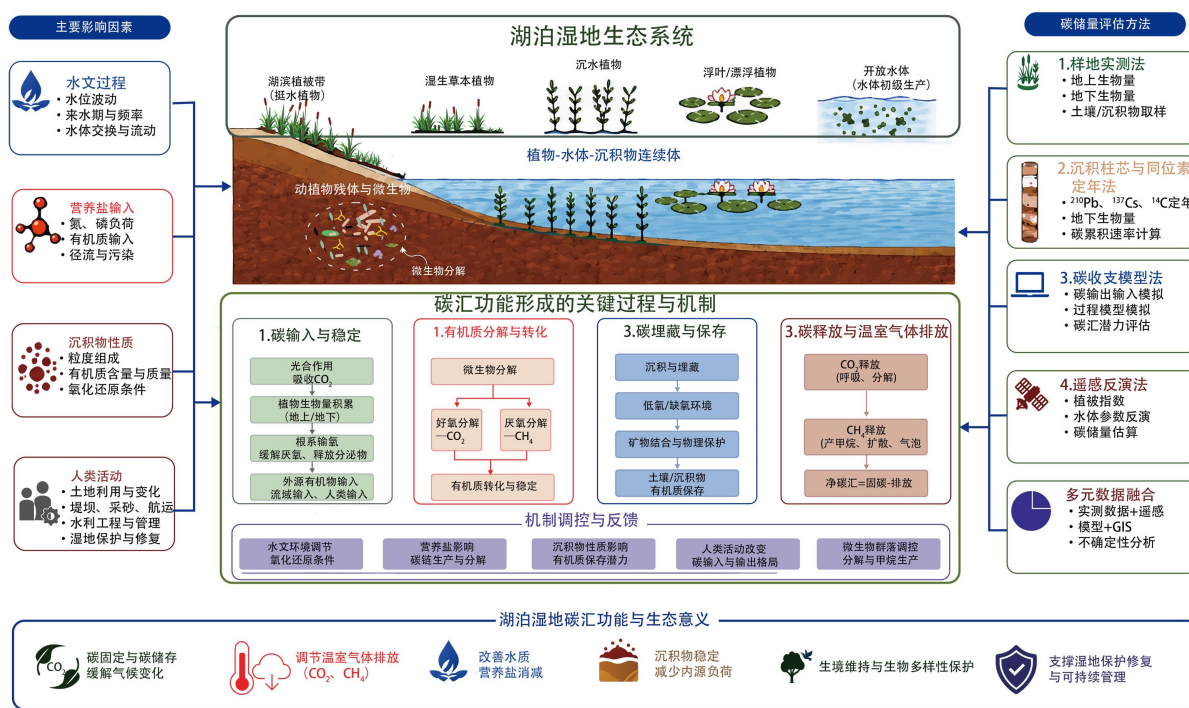 主要影响因素
水文过程
• 水位波动
• 来水期与频率
• 水体交换与流动
营养盐输入
• 氮、磷负荷
• 有机质输入
• 径流与污染
沉积物性质
• 粒度组成
• 有机质含量与质量
• 氧化还原条件
人类活动
• 土地利用与变化
• 堤坝、采砂、航运
• 水利工程与管理
• 湿地保护与修复
湖泊湿地生态系统
湖滨植被带
(挺水植物)
湿生草本植物
沉水植物
浮叶/漂浮植物
开放水体
(水体初级生产)
植物-水体-沉积物连续体
动植物残体与微生物
微生物分解
碳汇功能形成的关键过程与机制
1.碳输入与稳定
光合作用
吸收CO₂
植物生物量积累
(地上/地下)
根系输氧
缓解厌氧、释放分泌物
外源有机物输入
流域输入、人类输入
1.有机质分解与转化
微生物分解
好氧分解
—CO₂
厌氧分解
—CH₄
有机质转化与稳定
3.碳埋藏与保存
沉积与埋藏
低氧/缺氧环境
矿物结合与物理保护
土壤/沉积物
有机质保存
3.碳释放与温室气体排放
CO₂释放
(呼吸、分解)
CH₄释放
(产甲烷、扩散、气泡
净碳汇=固碳-排放
机制调控与反馈
水文环境调节
氧化还原条件
营养盐影响
碳链生产与分解
沉积物性质影响
有机质保存潜力
人类活动改变
碳输入与输出格局
微生物群落调控
分解与甲烷生产
碳储量评估方法
1.样地实测法
• 地上生物量
• 地下生物量
• 土壤/沉积物取样
2.沉积柱芯与同位素
定年法
• ²¹⁰Pb、¹³⁷Cs、¹⁴C定年
• 地下生物量
• 碳累积速率计算
3.碳收支模型法
• 碳输出输入模拟
• 过程模型模拟
• 碳汇潜力评估
4.遥感反演法
• 植被指数
• 水体参数反演
• 碳储量估算
多元数据融合
• 实测数据+遥感
• 模型+GIS
• 不确定性分析
湖泊湿地碳汇功能与生态意义
CO₂
碳固定与碳储存
缓解气候变化
调节温室气体排放
(CO₂、CH₄)
改善水质
营养盐消减
沉积物稳定
减少内源负荷
生境维持与生物多样性保护
支撑湿地保护修复
与可持续管理